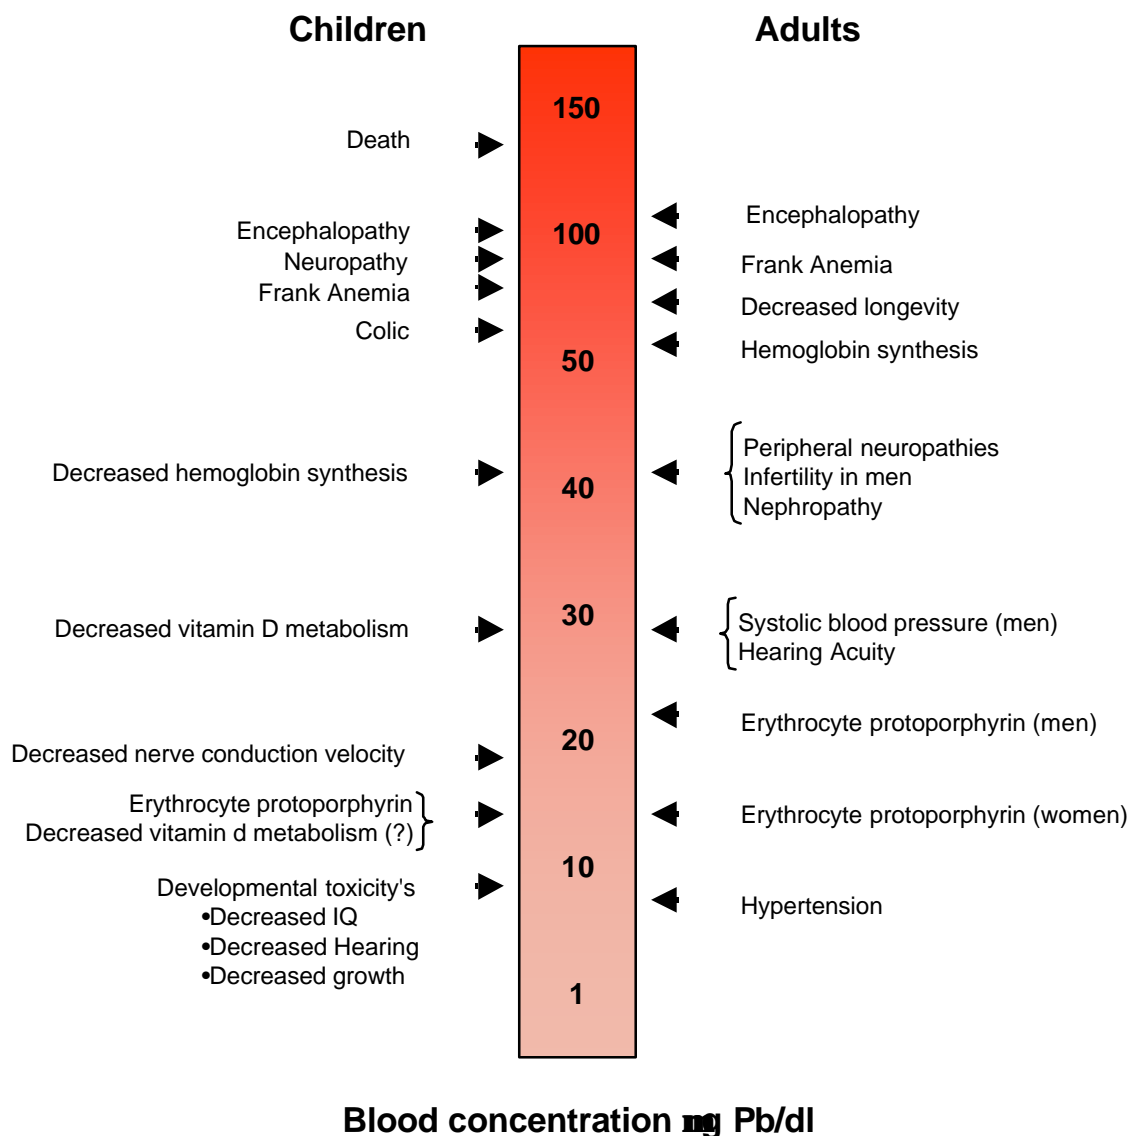 Children
Adults
150
Death
Encephalopathy
100
Encephalopathy
Neuropathy
Frank Anemia
Frank Anemia
Decreased longevity
Colic
Hemoglobin synthesis
50
Peripheral neuropathies
Infertility in men
Nephropathy
Decreased hemoglobin synthesis
40
30
Systolic blood pressure (men)
Hearing Acuity
Decreased vitamin D metabolism
Erythrocyte protoporphyrin (men)
20
Decreased nerve conduction velocity
Erythrocyte protoporphyrin
Decreased vitamin d metabolism (?)
Erythrocyte protoporphyrin (women)
10
Developmental toxicity's
•Decreased IQ
•Decreased Hearing
•Decreased growth
Hypertension
1
Blood concentration Pb/dl